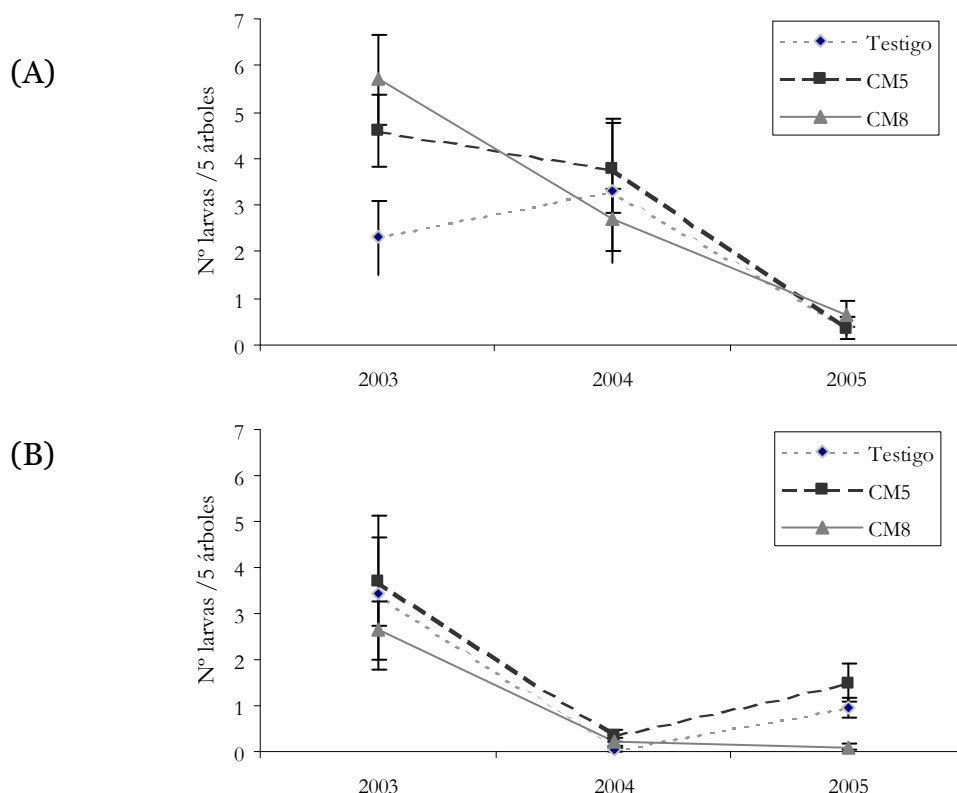 (A)
Nº larvas /5 árboles
7
6
5
4
3
2
1
0
2003
2004
2005
Testigo
CM5
CM8
(B)
Nº larvas /5 árboles
7
6
5
4
3
2
1
0
2003
2004
2005
Testigo
CM5
CM8